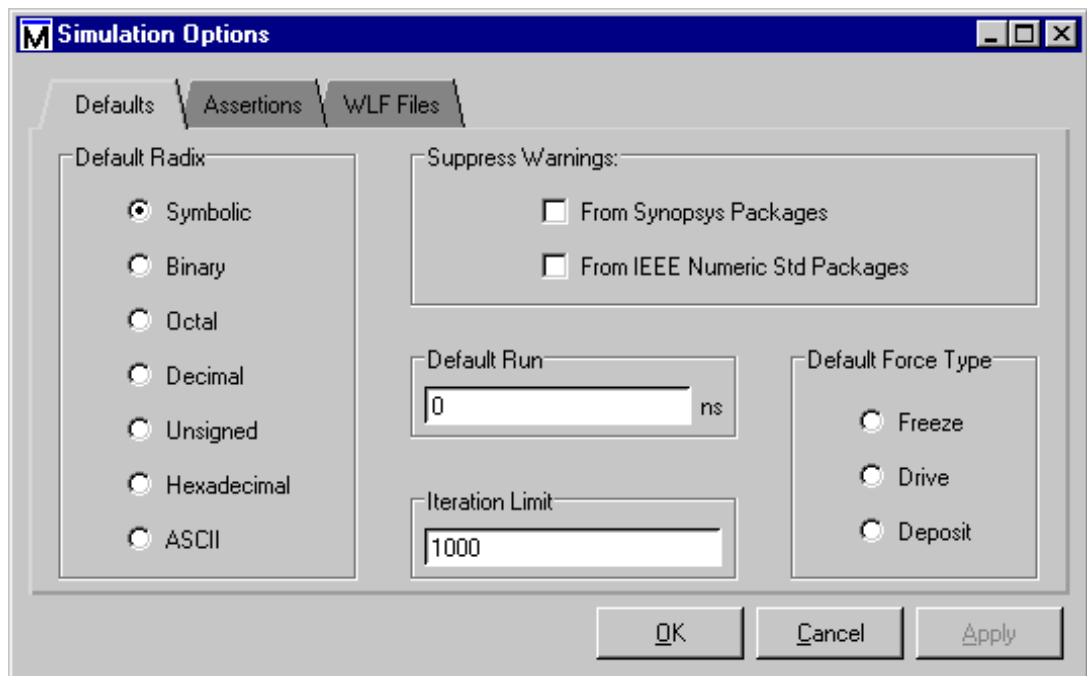 M Simulation Options
Defaults
Assertions
WLF Files
Default Radix
Symbolic
Binary
Octal
Decimal
Unsigned
Hexadecimal
ASCII
Suppress Warnings:
From Synopsys Packages
From IEEE Numeric Std Packages
Default Run
0 ns
Iteration Limit
1000
Default Force Type
Freeze
Drive
Deposit
OK
Cancel
Apply